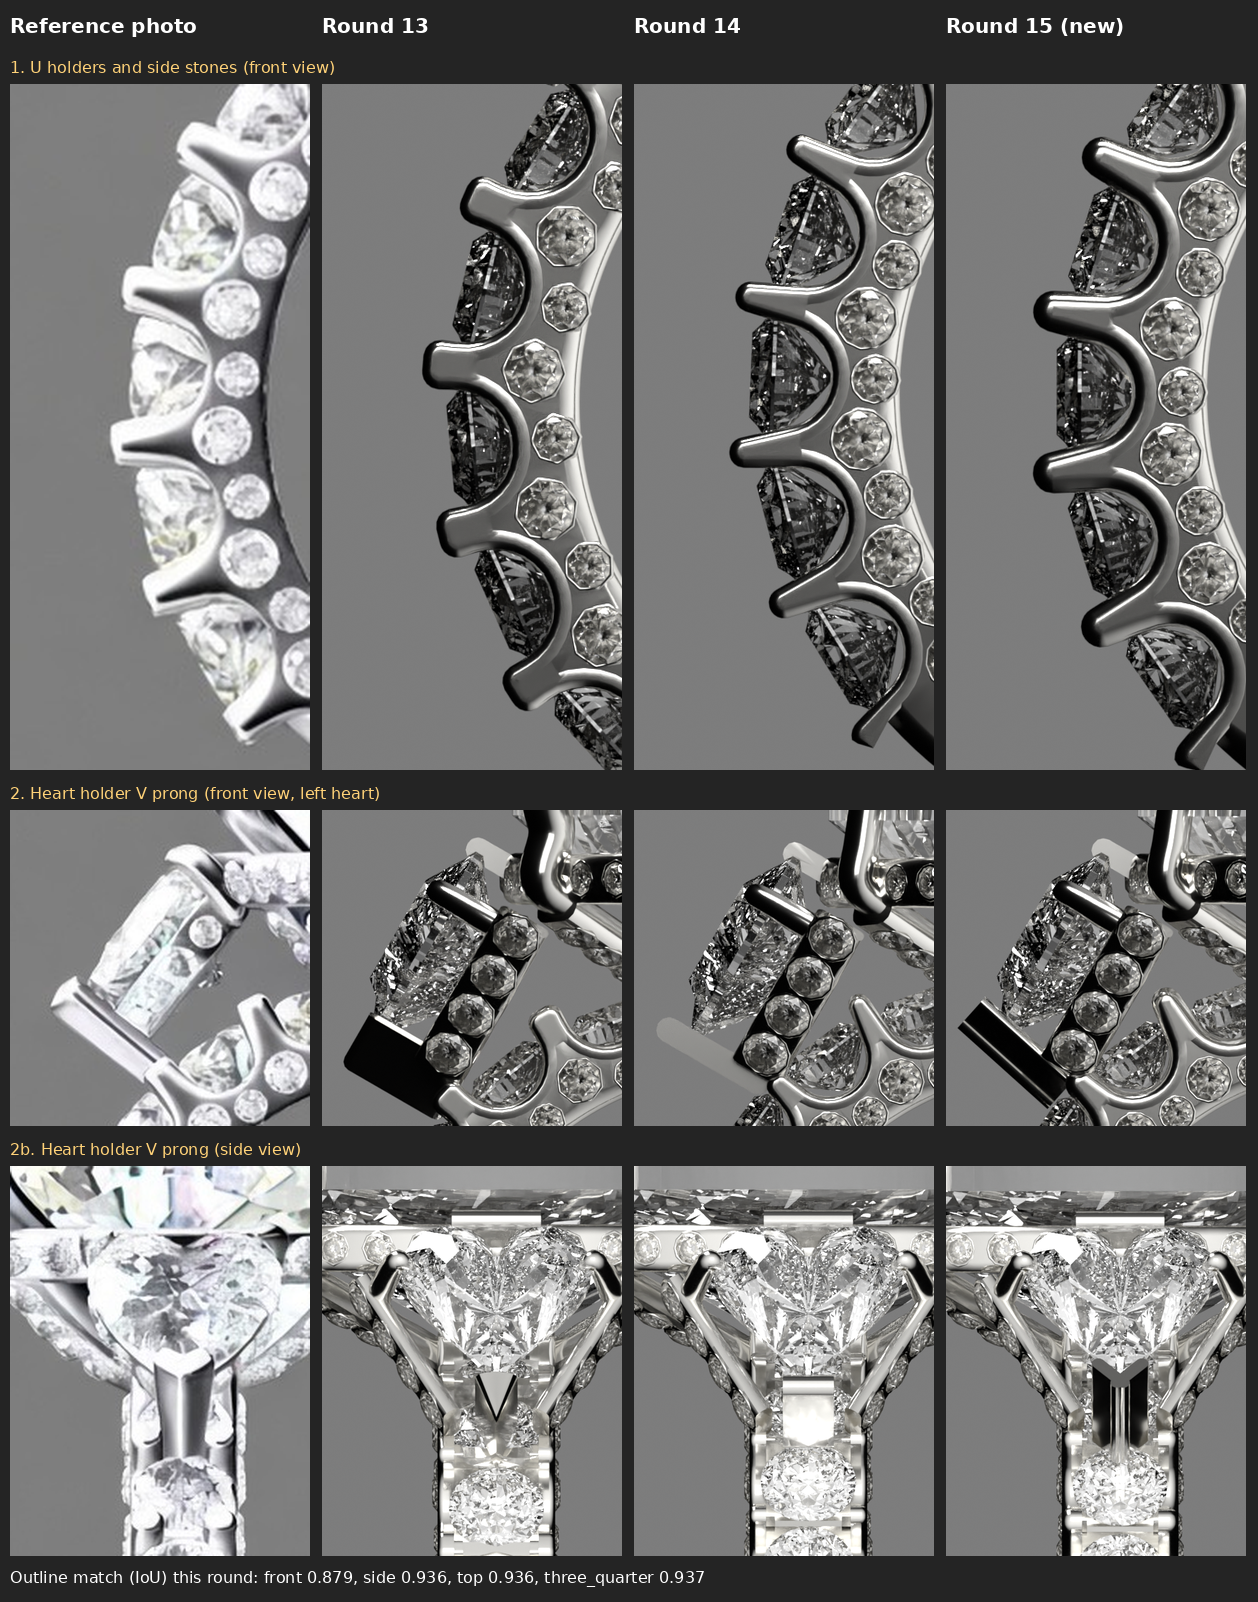 Reference photo
Round 13
Round 14
Round 15 (new)
1. U holders and side stones (front view)
2. Heart holder V prong (front view, left heart)
2b. Heart holder V prong (side view)
Outline match (IoU) this round: front 0.879, side 0.936, top 0.936, three_quarter 0.937